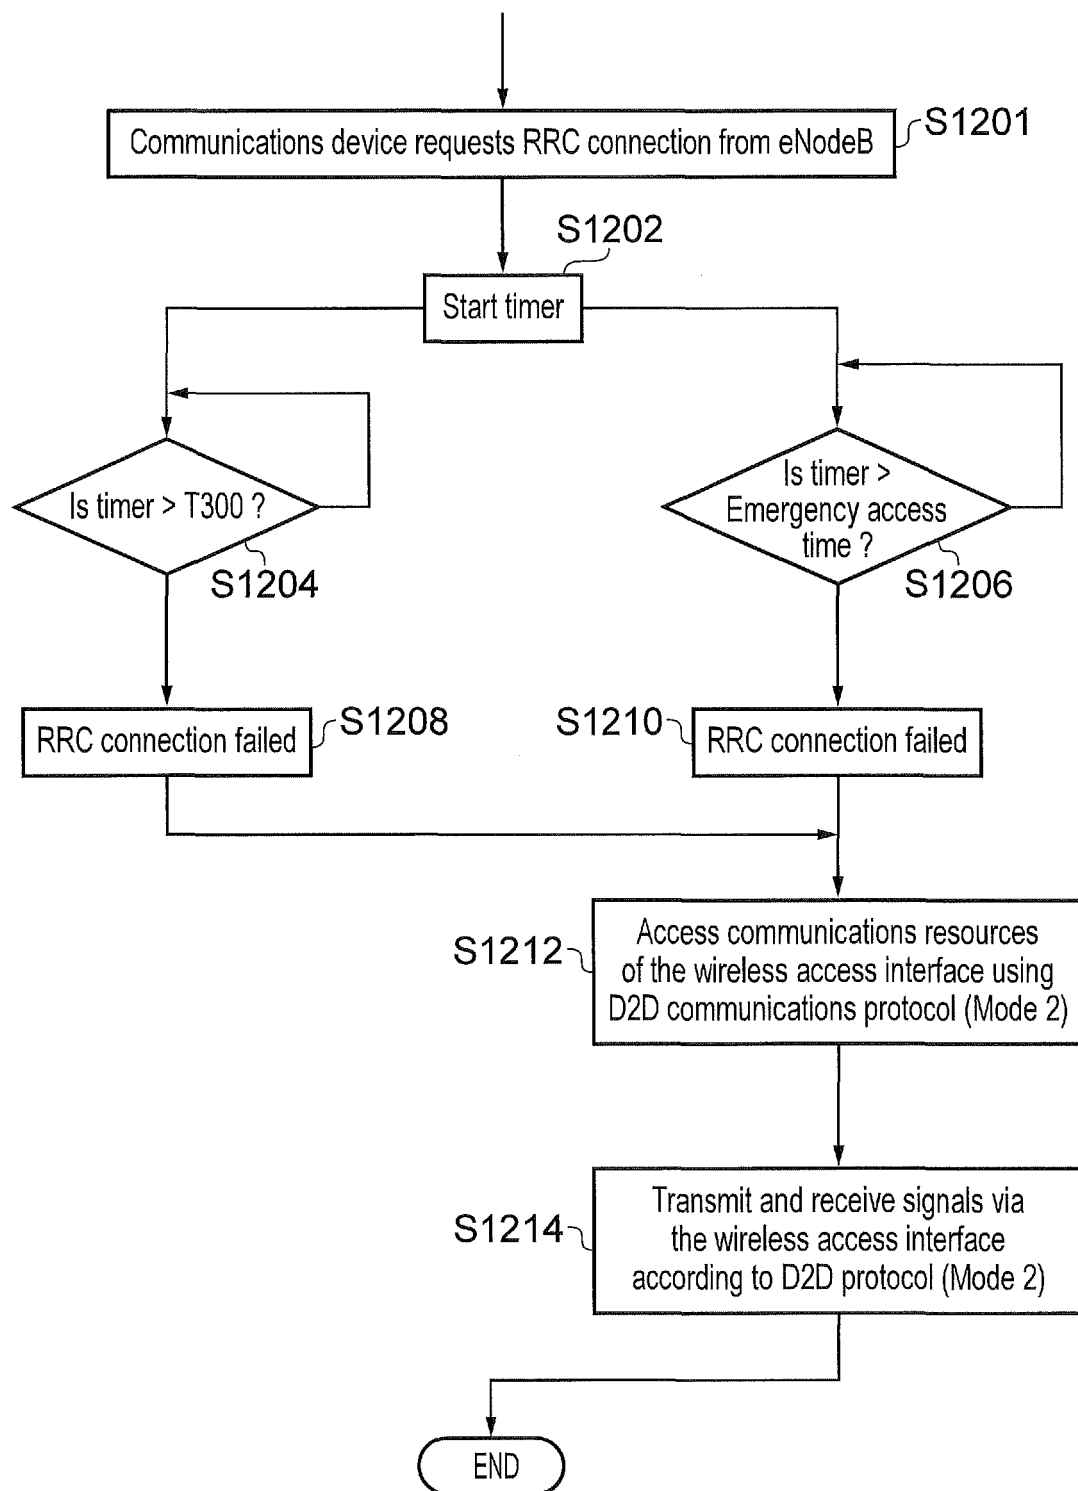 Communications device requests RRC connection from eNodeB
S1201
S1202
Start timer
Is timer > T300 ?
S1204
Is timer >
Emergency access
time ?
S1206
RRC connection failed
S1208
S1210
RRC connection failed
S1212
Access communications resources
of the wireless access interface using
D2D communications protocol (Mode 2)
S1214
Transmit and receive signals via
the wireless access interface
according to D2D protocol (Mode 2)
END